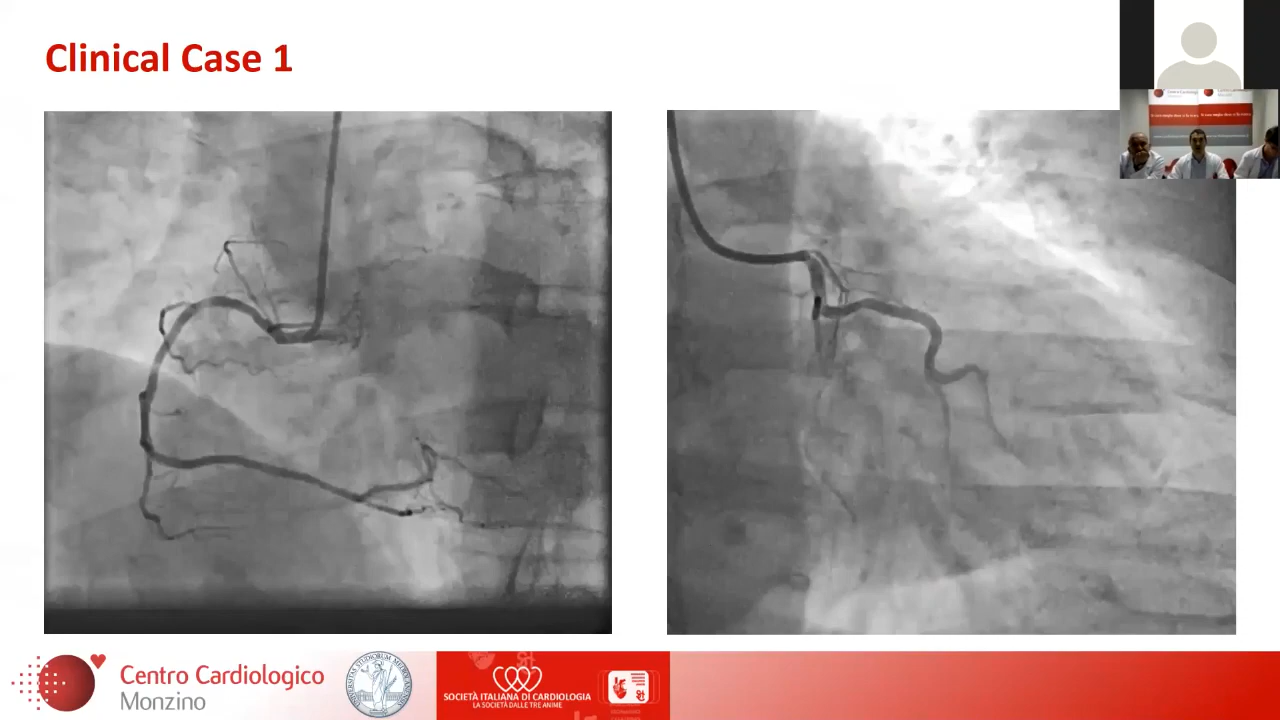 Clinical Case 1
Centro Cardiologico
Monzino
SOCIETÀ ITALIANA DI CARDIOLOGIA
LA SOCIETÀ DALLE TRE ANIME